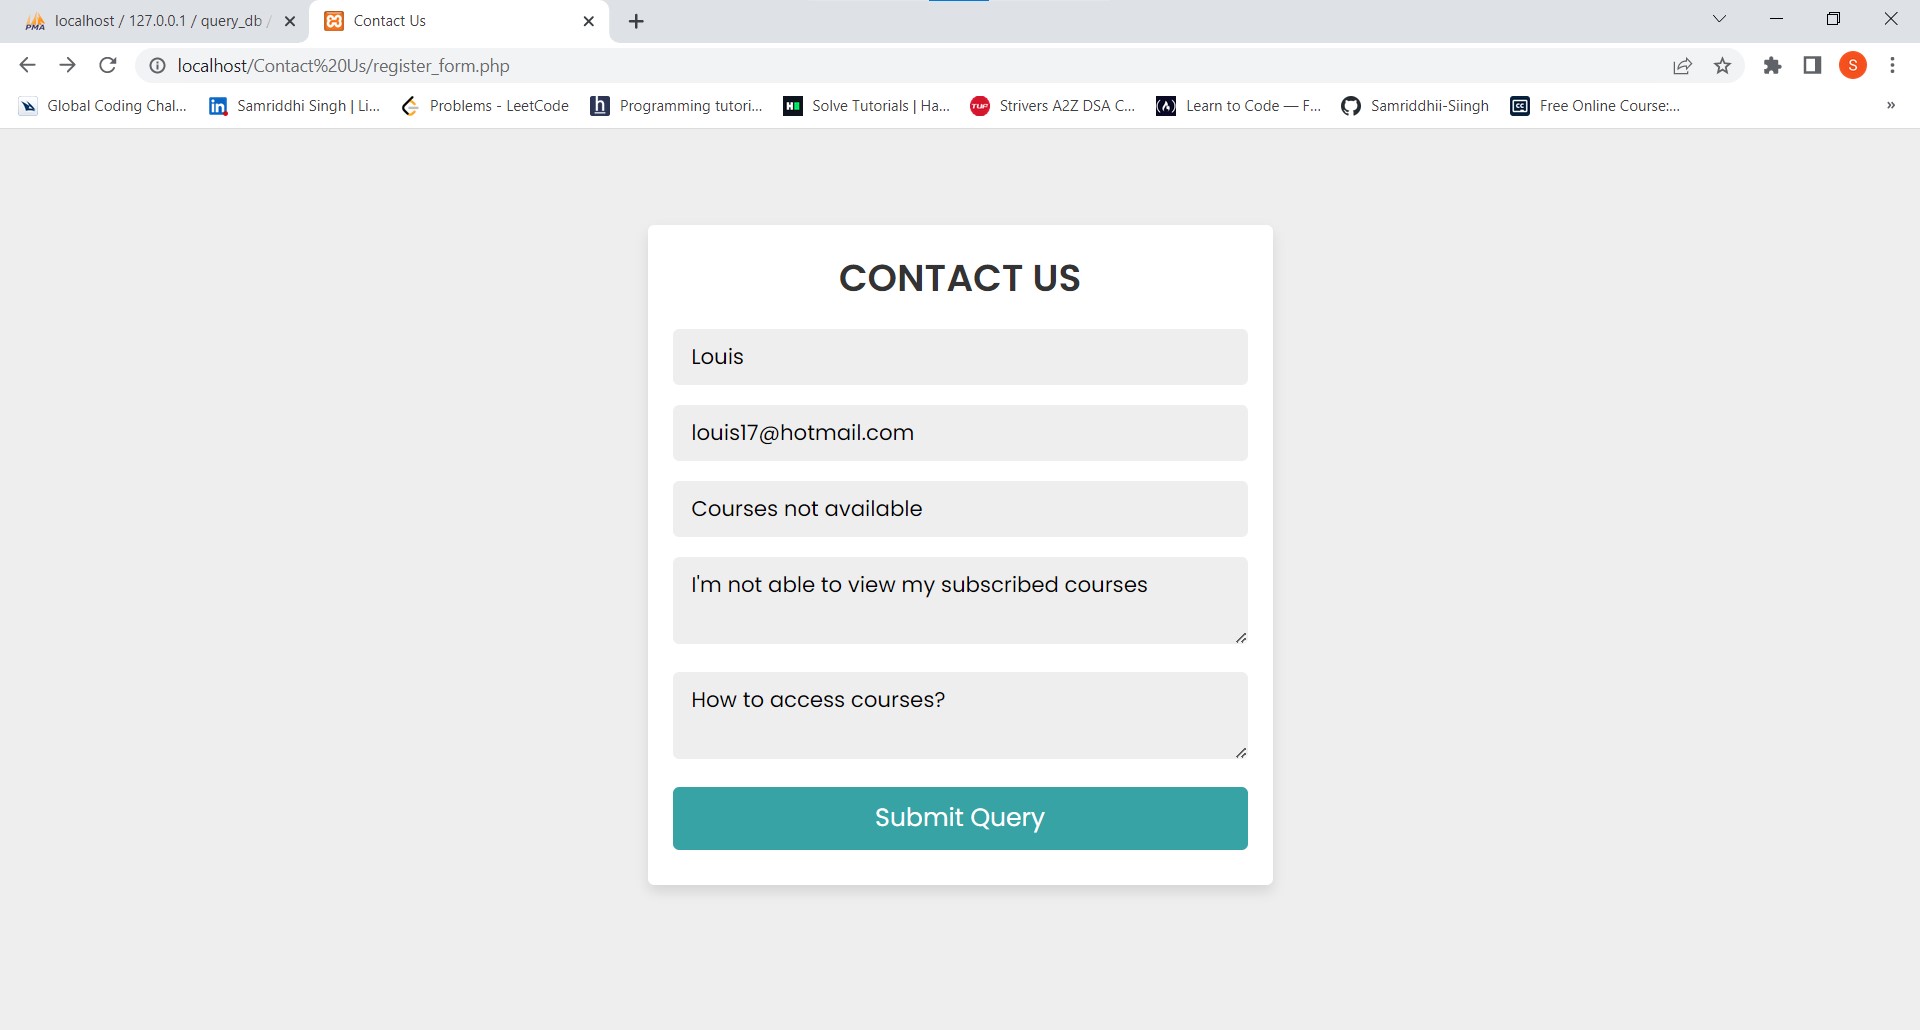 localhost / 127.0.0.1 / query_db /
Contact Us
localhost/Contact%20Us/register_form.php
S
Global Coding Chal...
Samriddhi Singh | Li...
Problems - LeetCode
Programming tutori...
Solve Tutorials | Ha...
Strivers A2Z DSA C...
Learn to Code — F...
Samriddhii-Siingh
Free Online Course:...
CONTACT US
Louis
louis17@hotmail.com
Courses not available
I'm not able to view my subscribed courses
How to access courses?
Submit Query